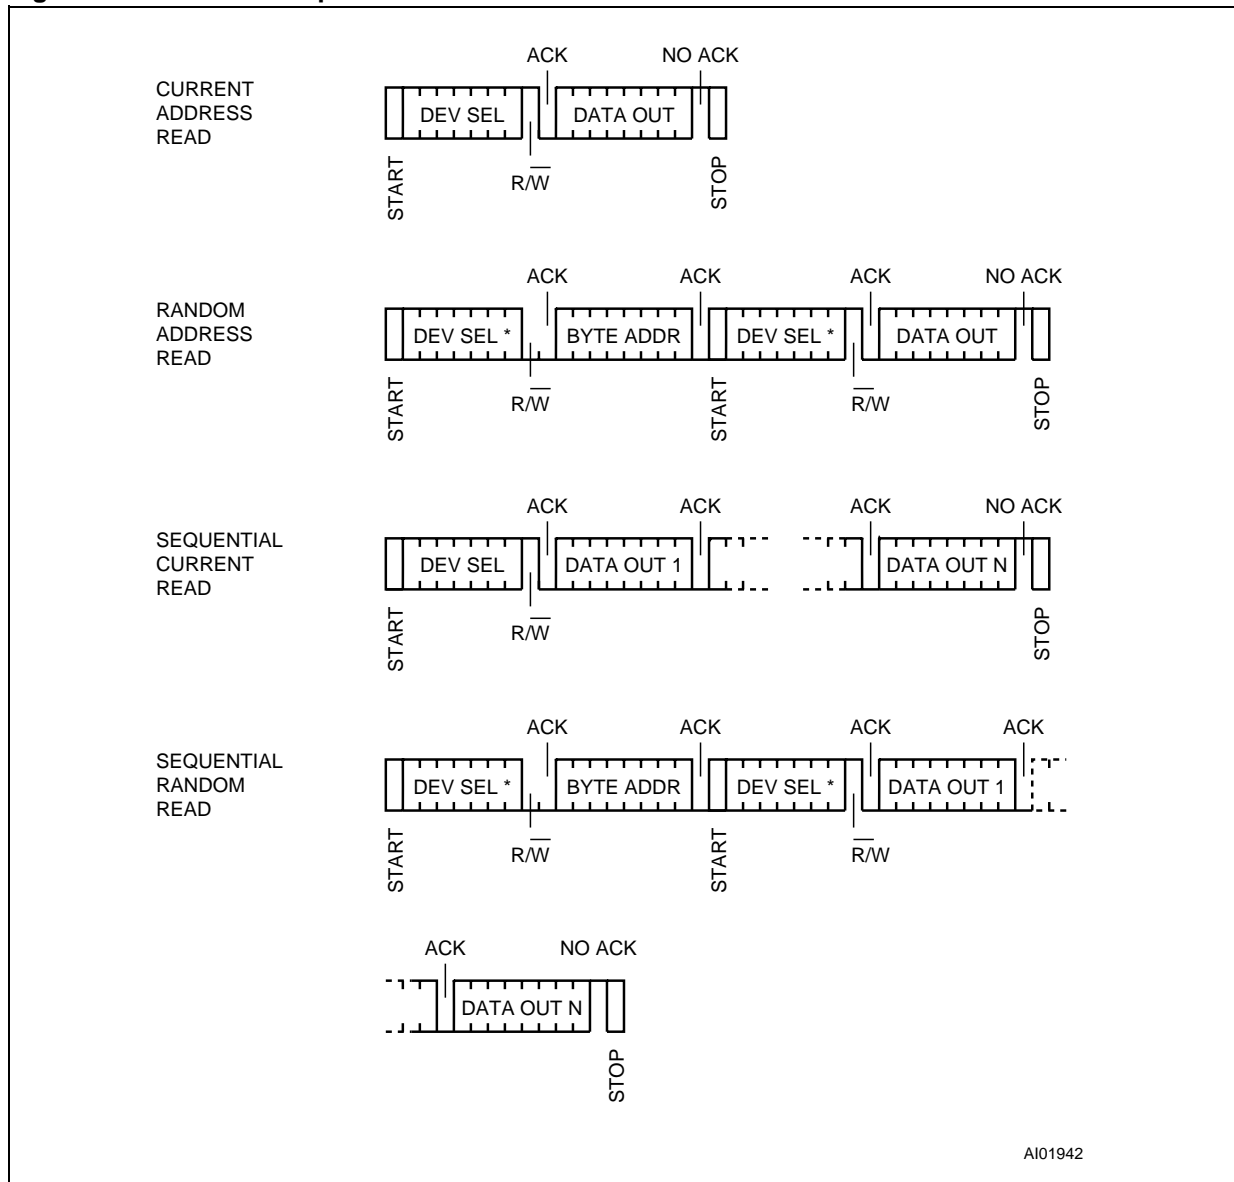 ACK NO ACK
CURRENT
ADDRESS
READ
DEV SEL DATA OUT
START R/W̅ STOP
ACK ACK ACK NO ACK
RANDOM
ADDRESS
READ
DEV SEL * BYTE ADDR DEV SEL * DATA OUT
START R/W̅ START R̅/W STOP
ACK ACK ACK NO ACK
SEQUENTIAL
CURRENT
READ
DEV SEL DATA OUT 1 DATA OUT N
START R/W̅ STOP
ACK ACK ACK ACK
SEQUENTIAL
RANDOM
READ
DEV SEL * BYTE ADDR DEV SEL * DATA OUT 1
START R/W̅ START R̅/W
ACK NO ACK
DATA OUT N
STOP
AI01942